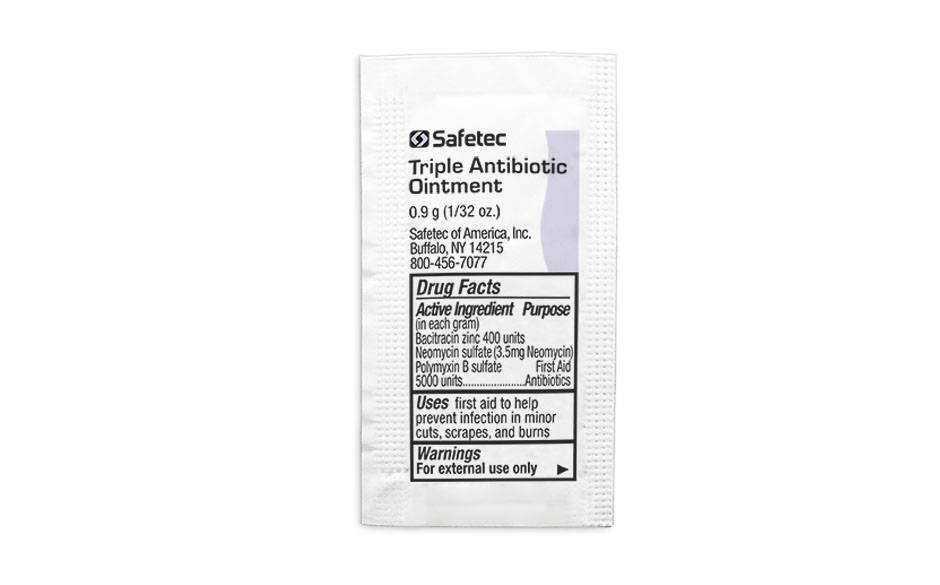 Safetec
Triple Antibiotic
Ointment
0.9 g (1/32 oz.)
Safetec of America, Inc.
Buffalo, NY 14215
800-456-7077
Drug Facts
Active Ingredient Purpose
(in each gram)
Bacitracin zinc 400 units
Neomycin sulfate (3.5mg Neomycin)
Polymyxin B sulfate First Aid
5000 units......................Antibiotics
Uses first aid to help
prevent infection in minor
cuts, scrapes, and burns
Warnings
For external use only ►